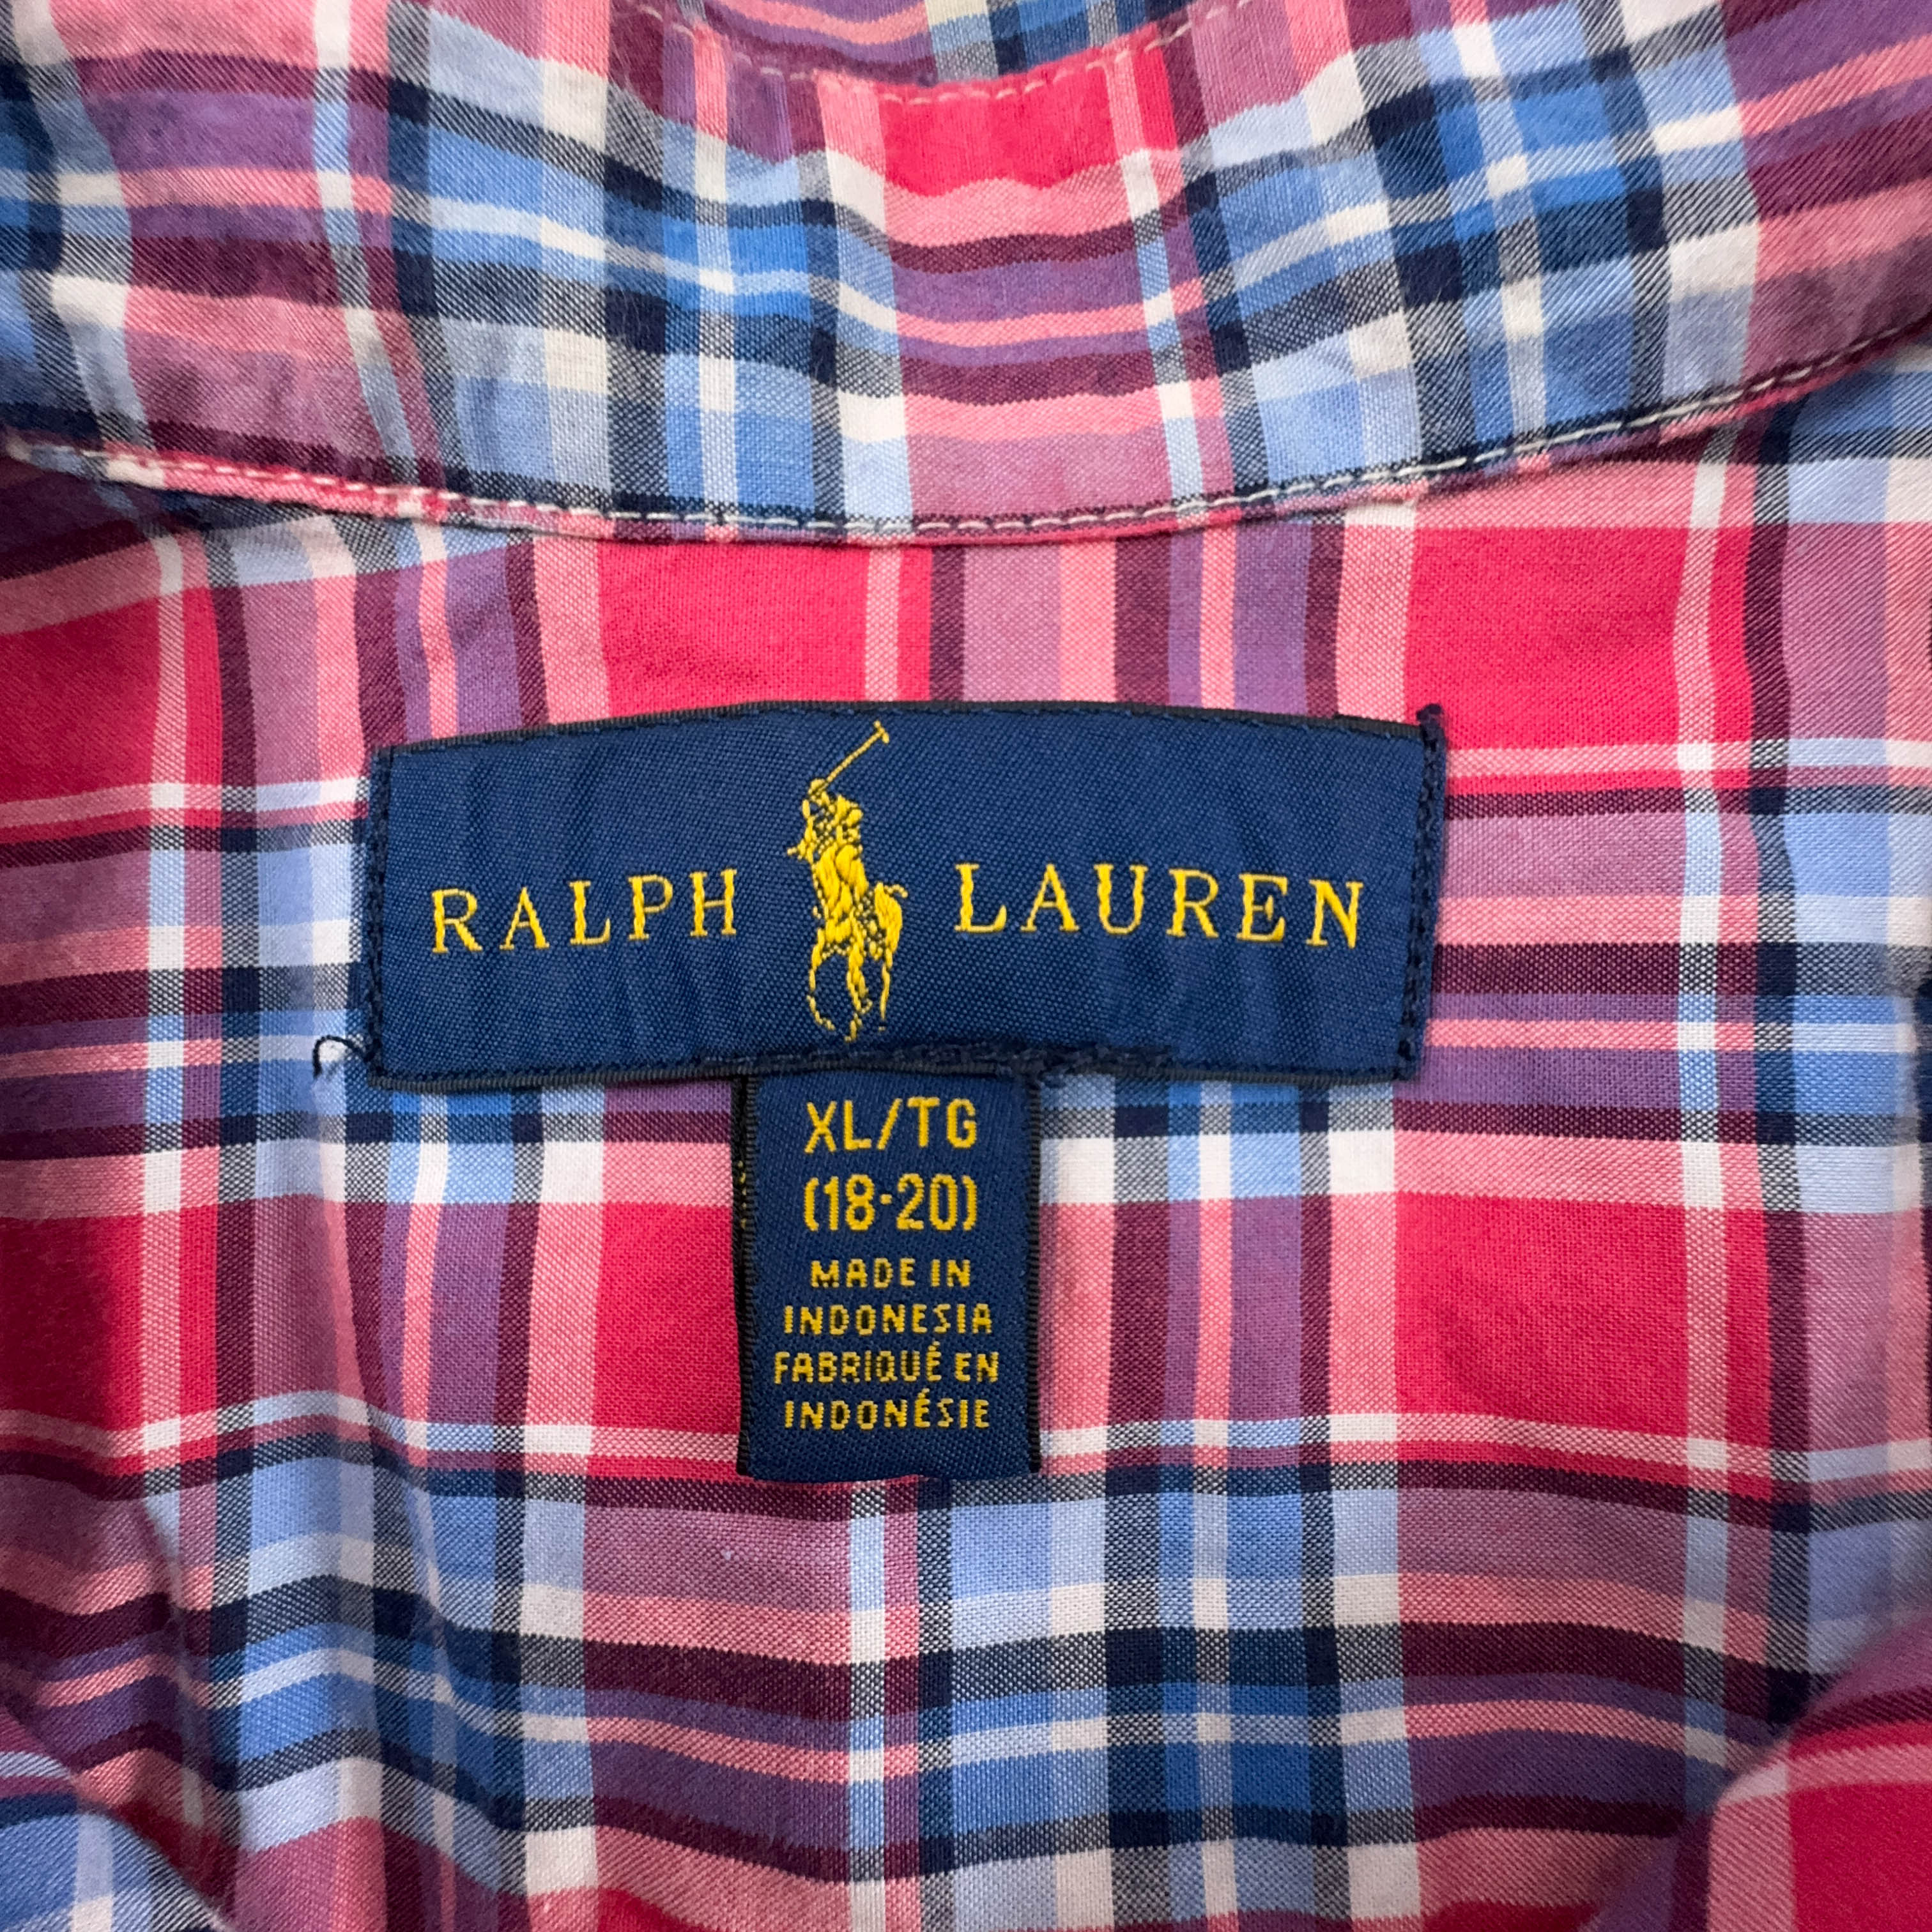 RALPH LAUREN
XL/TG
(18-20)
MADE IN
INDONESIA
FABRIQUÉ EN
INDONÉSIE